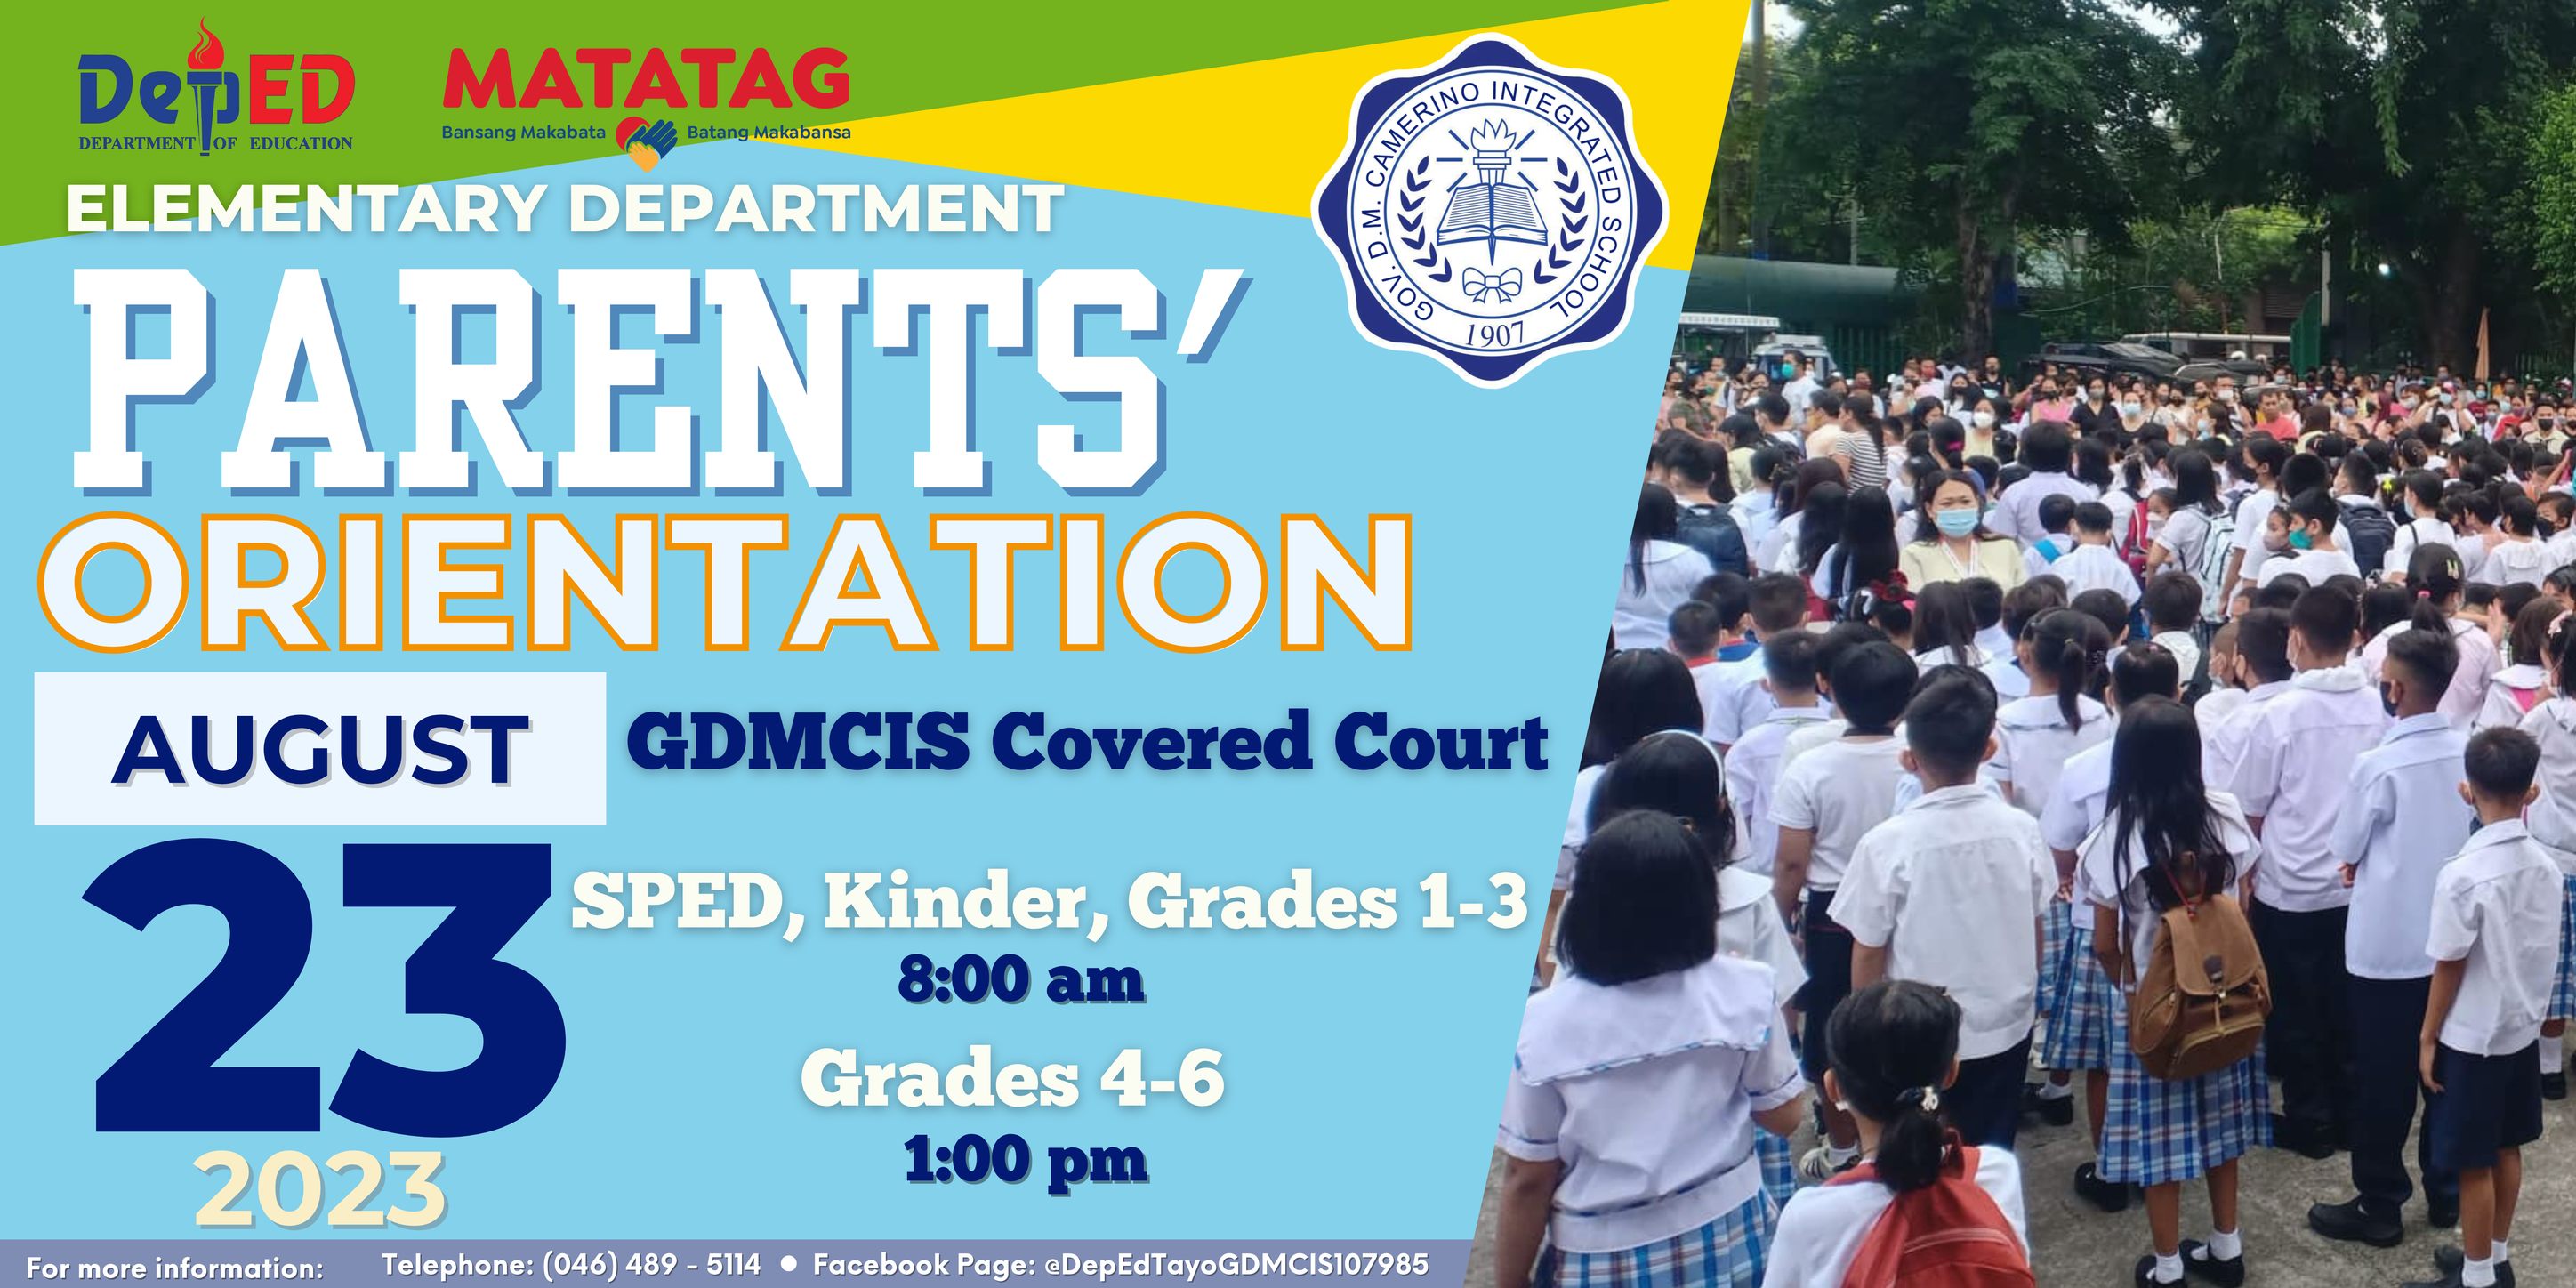 DepED
DEPARTMENT OF EDUCATION
MATATAG
Bansang Makabata Batang Makabansa
GOV. D.M. CAMERINO INTEGRATED SCHOOL
1907
ELEMENTARY DEPARTMENT
PARENTS'
ORIENTATION
AUGUST
23
2023
GDMCIS Covered Court
SPED, Kinder, Grades 1-3
8:00 am
Grades 4-6
1:00 pm
For more information: Telephone: (046) 489 - 5114 ● Facebook Page: @DepEdTayoGDMCIS107985